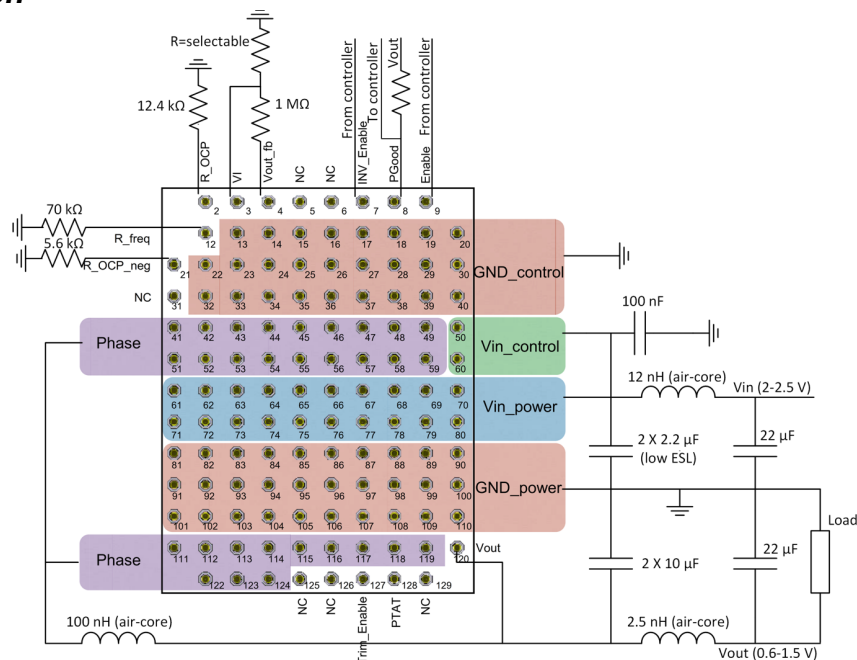 R=selectable
12.4 kΩ
1 MΩ
From controller
To controller
Vout
From controller
R_OCP
VI
Vout_fb
NC
NC
INV_Enable
PGood
Enable
2 3 4 5 6 7 8 9
70 kΩ
R_freq
12 13 14 15 16 17 18 19 20
5.6 kΩ
R_OCP_neg
21 22 23 24 25 26 27 28 29 30
GND_control
NC
31 32 33 34 35 36 37 38 39 40
100 nF
Phase
41 42 43 44 45 46 47 48 49 50
Vin_control
51 52 53 54 55 56 57 58 59 60
12 nH (air-core)
Vin (2-2.5 V)
61 62 63 64 65 66 67 68 69 70
Vin_power
71 72 73 74 75 76 77 78 79 80
2 X 2.2 µF
(low ESL)
22 µF
81 82 83 84 85 86 87 88 89 90
GND_power
91 92 93 94 95 96 97 98 99 100
101 102 103 104 105 106 107 108 109 110
Load
Phase
111 112 113 114 115 116 117 118 119 120
Vout
2 X 10 µF
22 µF
122 123 124 125 126 127 128 129
NC
NC
Trim_Enable
PTAT
NC
100 nH (air-core)
2.5 nH (air-core)
Vout (0.6-1.5 V)